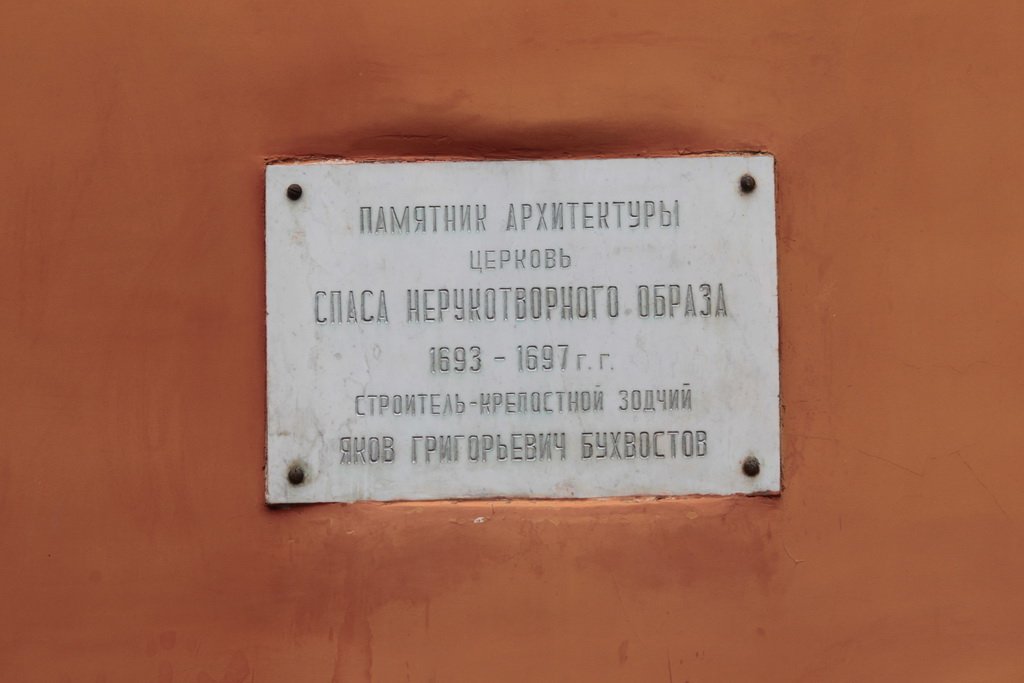 ПАМЯТНИК АРХИТЕКТУРЫ
ЦЕРКОВЬ
СПАСА НЕРУКОТВОРНОГО ОБРАЗА
1693 - 1697 г. г.
СТРОИТЕЛЬ-КРЕПОСТНОЙ ЗОДЧИЙ
ЯКОВ ГРИГОРЬЕВИЧ БУХВОСТОВ